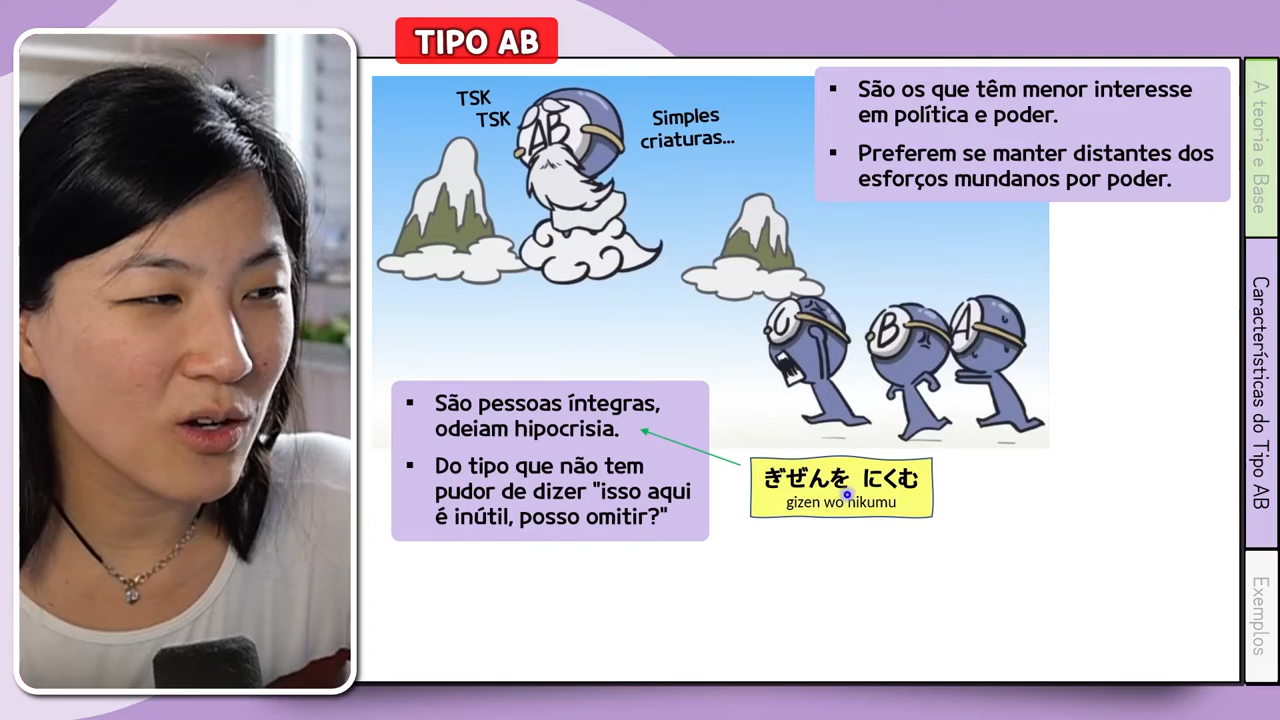 TIPO AB
TSK
TSK
AB
Simples
criaturas...
▪ São os que têm menor interesse
em política e poder.
▪ Preferem se manter distantes dos
esforços mundanos por poder.
O
B
A
▪ São pessoas íntegras,
odeiam hipocrisia.
▪ Do tipo que não tem
pudor de dizer "isso aqui
é inútil, posso omitir?"
ぎぜんを にくむ
gizen wo nikumu
A teoria e Base
Características do Tipo AB
Exemplos